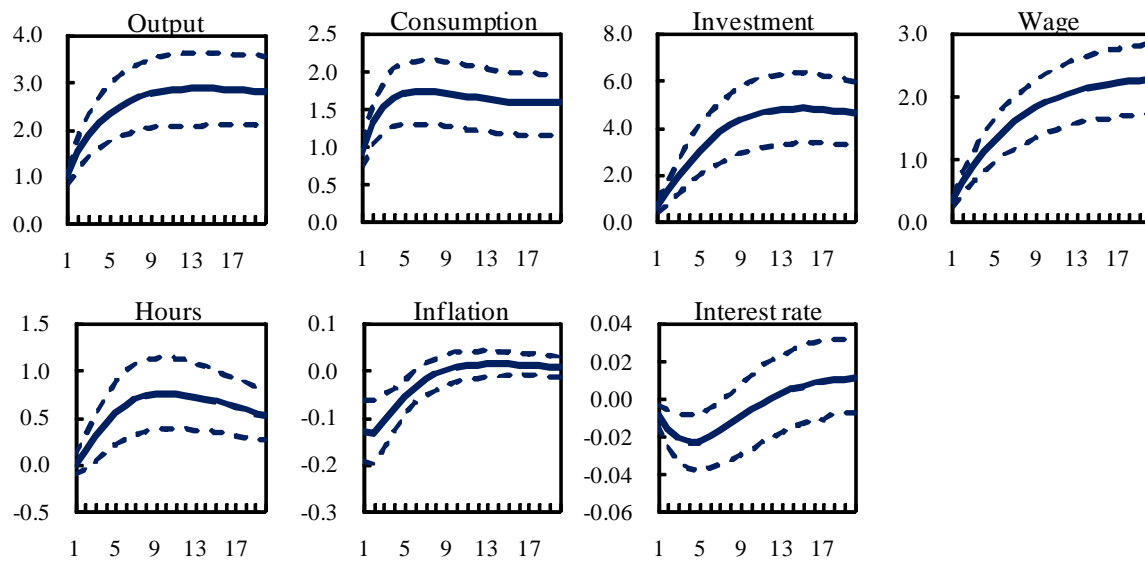 Output Consumption Investment Wage
4.0 2.5 8.0 3.0
3.0 2.0 6.0 2.0
2.0 1.5 4.0 1.0
1.0 1.0 2.0 0.0
0.0 0.5 0.0
0.0
1 5 9 13 17 1 5 9 13 17 1 5 9 13 17 1 5 9 13 17
Hours Inflation Interest rate
1.5 0.1 0.04
1.0 0.0 0.02
0.5 -0.1 0.00
0.0 -0.2 -0.02
-0.5 -0.3 -0.04
-0.06
1 5 9 13 17 1 5 9 13 17 1 5 9 13 17